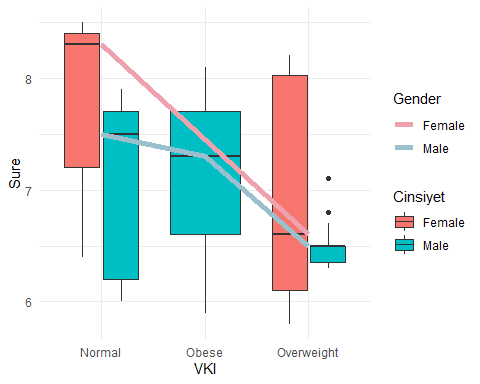 Sure
8
7
6
Normal
Obese
Overweight
VKI
Gender
Female
Male
Cinsiyet
Female
Male